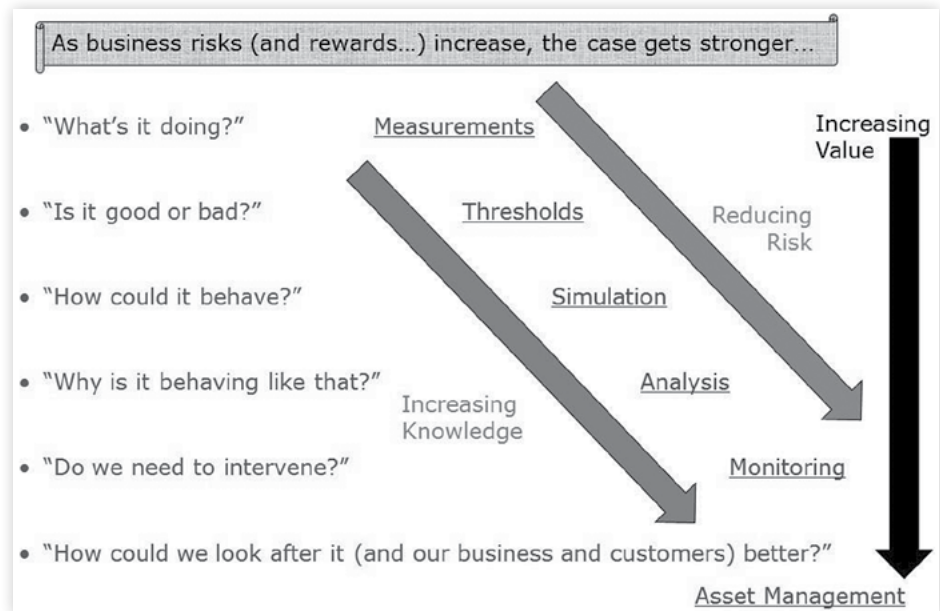 As business risks (and rewards...) increase, the case gets stronger...
• “What’s it doing?” Measurements
Increasing
Value
• “Is it good or bad?” Thresholds
Reducing
Risk
• “How could it behave?” Simulation
• “Why is it behaving like that?” Analysis
Increasing
Knowledge
• “Do we need to intervene?” Monitoring
• “How could we look after it (and our business and customers) better?”
Asset Management